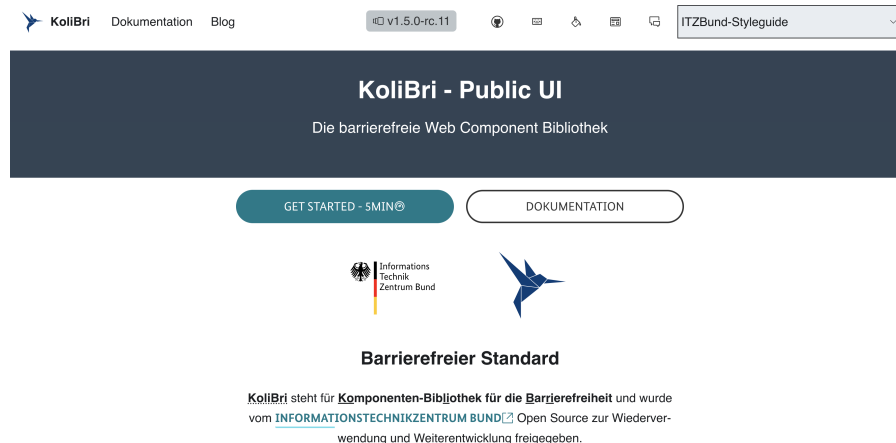 KoliBri Dokumentation Blog v1.5.0-rc.11 ITZBund-Styleguide
KoliBri - Public UI
Die barrierefreie Web Component Bibliothek
GET STARTED - 5MIN DOKUMENTATION
Informations
Technik
Zentrum Bund
Barrierefreier Standard
KoliBri steht für Komponenten-Bibliothek für die Barrierefreiheit und wurde
vom INFORMATIONSTECHNIKZENTRUM BUND Open Source zur Wiederver-
wendung und Weiterentwicklung freigegeben.